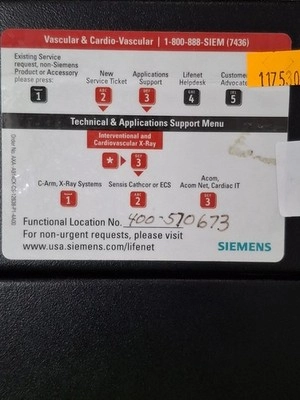 Vascular & Cardio-Vascular | 1-800-888-SIEM (7436)
Existing Service request, non-Siemens Product or Accessory please press:
New Service Ticket
Applications Support
Lifenet Helpdesk
Customer Advocate
1
2
3
4
5
117530
Technical & Applications Support Menu
Interventional and Cardiovascular X-Ray
* 3
C-Arm, X-Ray Systems
Sensis Cathcor or ECS
Acom, Acom Net, Cardiac IT
1
2
3
Functional Location No. 400-570673
For non-urgent requests, please visit
www.usa.siemens.com/lifenet
SIEMENS